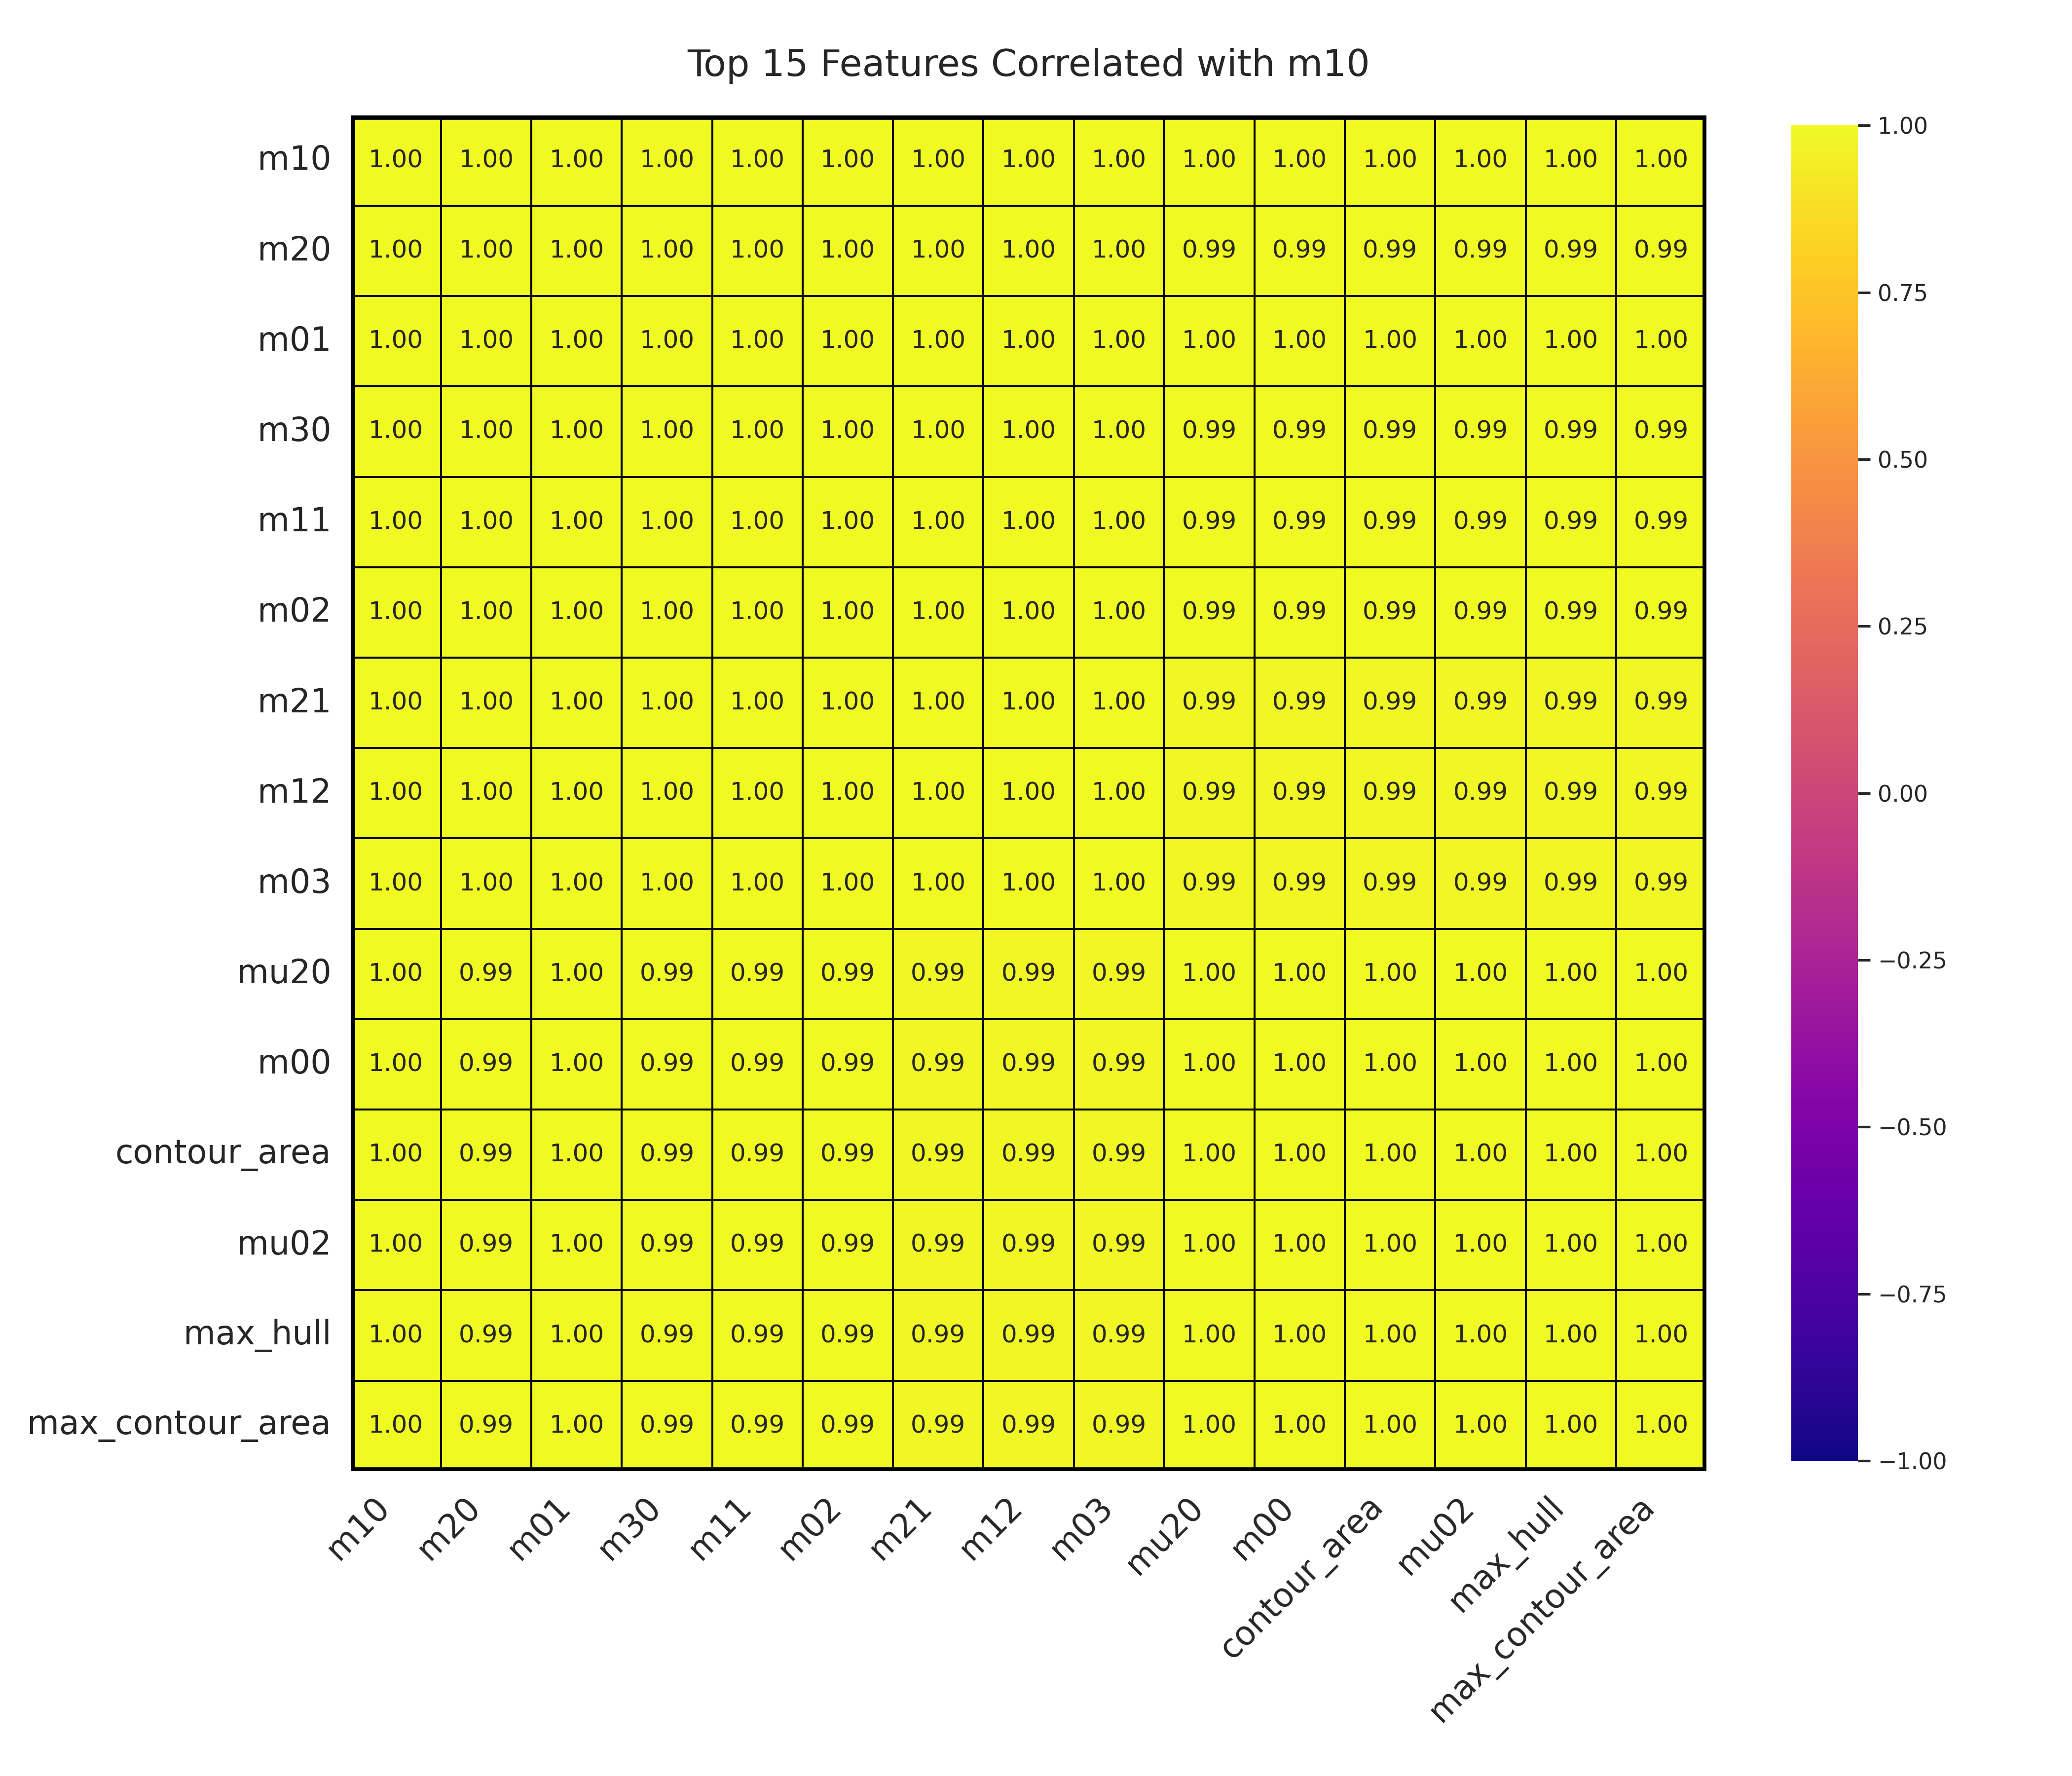 Top 15 Features Correlated with m10
m10 1.00 1.00 1.00 1.00 1.00 1.00 1.00 1.00 1.00 1.00 1.00 1.00 1.00 1.00 1.00
m20 1.00 1.00 1.00 1.00 1.00 1.00 1.00 1.00 1.00 0.99 0.99 0.99 0.99 0.99 0.99
m01 1.00 1.00 1.00 1.00 1.00 1.00 1.00 1.00 1.00 1.00 1.00 1.00 1.00 1.00 1.00
m30 1.00 1.00 1.00 1.00 1.00 1.00 1.00 1.00 1.00 0.99 0.99 0.99 0.99 0.99 0.99
m11 1.00 1.00 1.00 1.00 1.00 1.00 1.00 1.00 1.00 0.99 0.99 0.99 0.99 0.99 0.99
m02 1.00 1.00 1.00 1.00 1.00 1.00 1.00 1.00 1.00 0.99 0.99 0.99 0.99 0.99 0.99
m21 1.00 1.00 1.00 1.00 1.00 1.00 1.00 1.00 1.00 0.99 0.99 0.99 0.99 0.99 0.99
m12 1.00 1.00 1.00 1.00 1.00 1.00 1.00 1.00 1.00 0.99 0.99 0.99 0.99 0.99 0.99
m03 1.00 1.00 1.00 1.00 1.00 1.00 1.00 1.00 1.00 0.99 0.99 0.99 0.99 0.99 0.99
mu20 1.00 0.99 1.00 0.99 0.99 0.99 0.99 0.99 0.99 1.00 1.00 1.00 1.00 1.00 1.00
m00 1.00 0.99 1.00 0.99 0.99 0.99 0.99 0.99 0.99 1.00 1.00 1.00 1.00 1.00 1.00
contour_area 1.00 0.99 1.00 0.99 0.99 0.99 0.99 0.99 0.99 1.00 1.00 1.00 1.00 1.00 1.00
mu02 1.00 0.99 1.00 0.99 0.99 0.99 0.99 0.99 0.99 1.00 1.00 1.00 1.00 1.00 1.00
max_hull 1.00 0.99 1.00 0.99 0.99 0.99 0.99 0.99 0.99 1.00 1.00 1.00 1.00 1.00 1.00
max_contour_area 1.00 0.99 1.00 0.99 0.99 0.99 0.99 0.99 0.99 1.00 1.00 1.00 1.00 1.00 1.00
m10 m20 m01 m30 m11 m02 m21 m12 m03 mu20 m00 contour_area mu02 max_hull max_contour_area
1.00
0.75
0.50
0.25
0.00
−0.25
−0.50
−0.75
−1.00